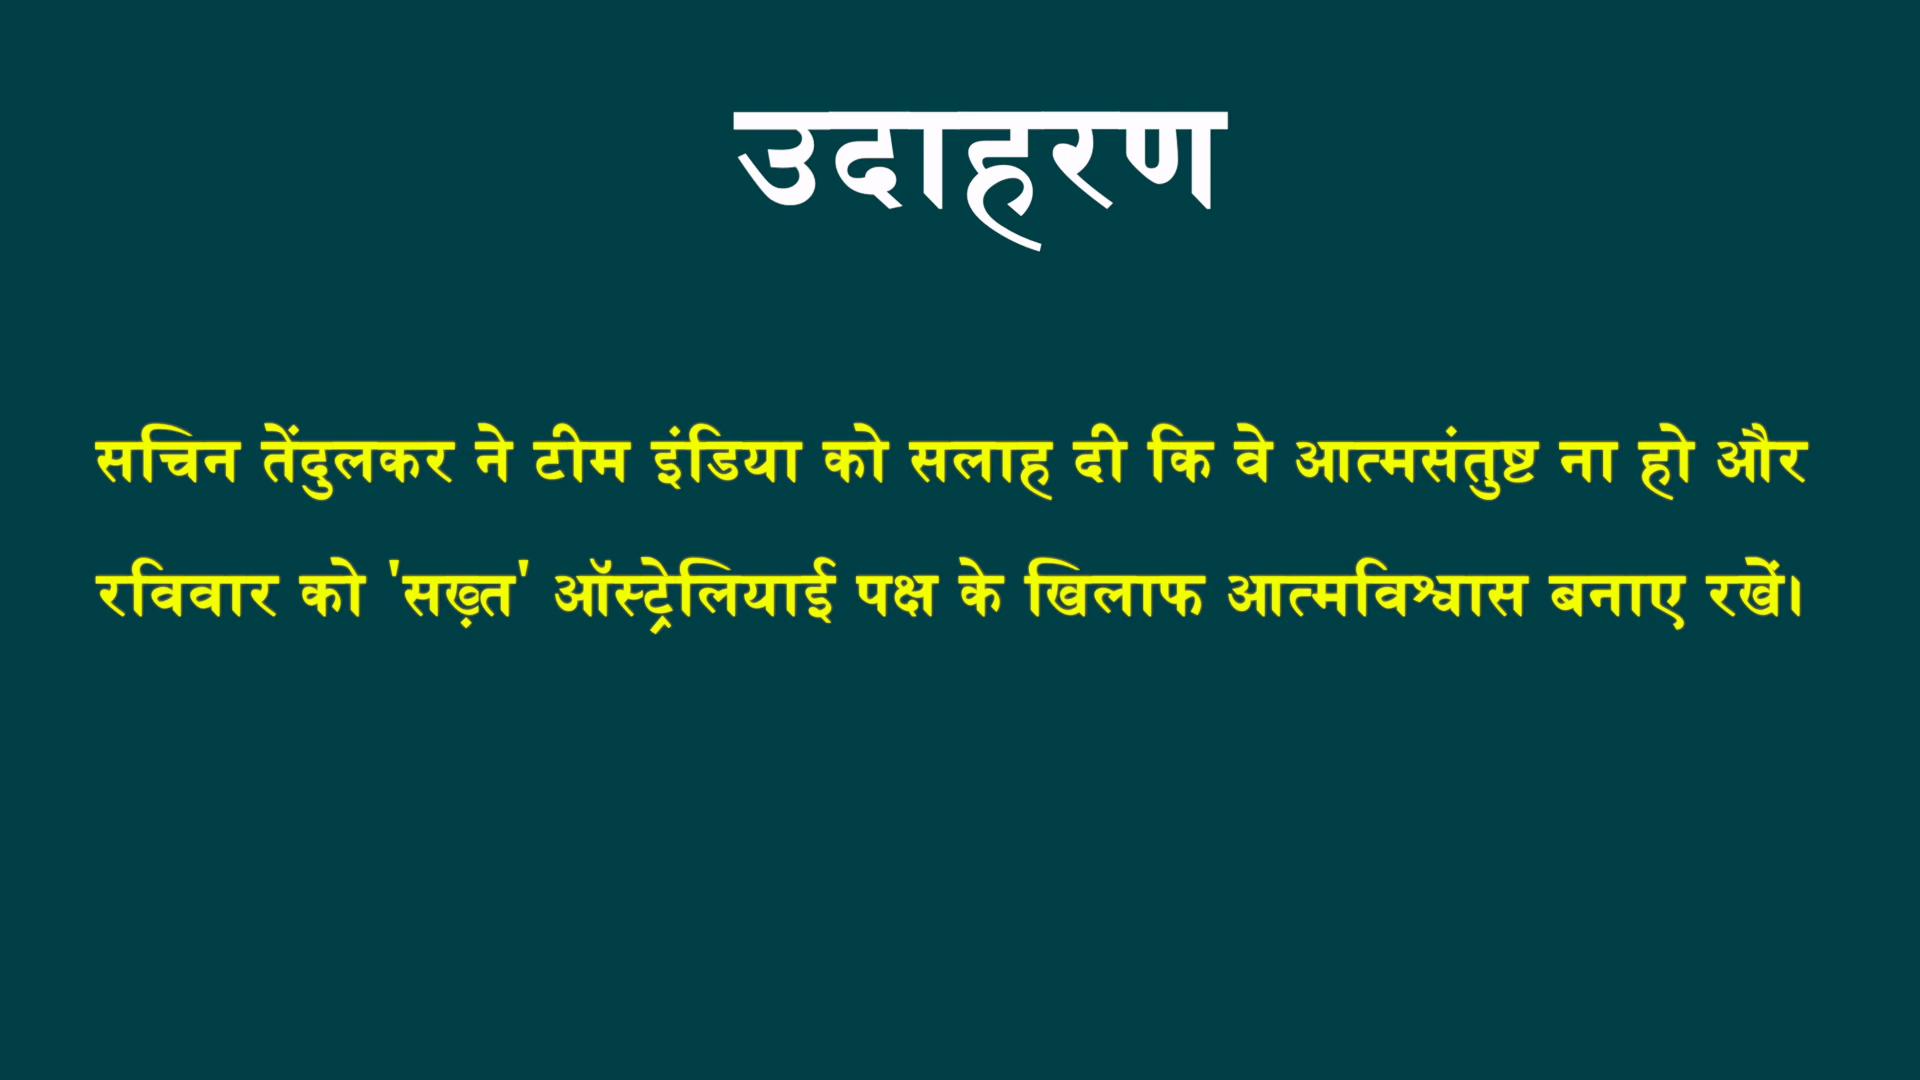 उदाहरण
सचिन तेंदुलकर ने टीम इंडिया को सलाह दी कि वे आत्मसंतुष्ट ना हो और
रविवार को 'सख़्त' ऑस्ट्रेलियाई पक्ष के खिलाफ आत्मविश्वास बनाए रखें।